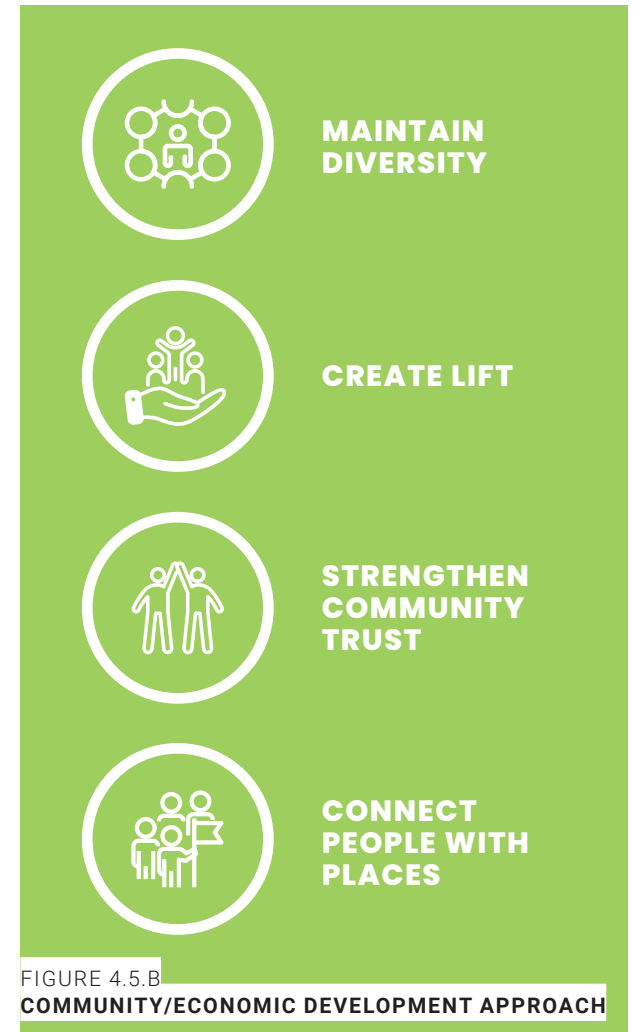 MAINTAIN
DIVERSITY
CREATE LIFT
STRENGTHEN
COMMUNITY
TRUST
CONNECT
PEOPLE WITH
PLACES
FIGURE 4.5.B
COMMUNITY/ECONOMIC DEVELOPMENT APPROACH